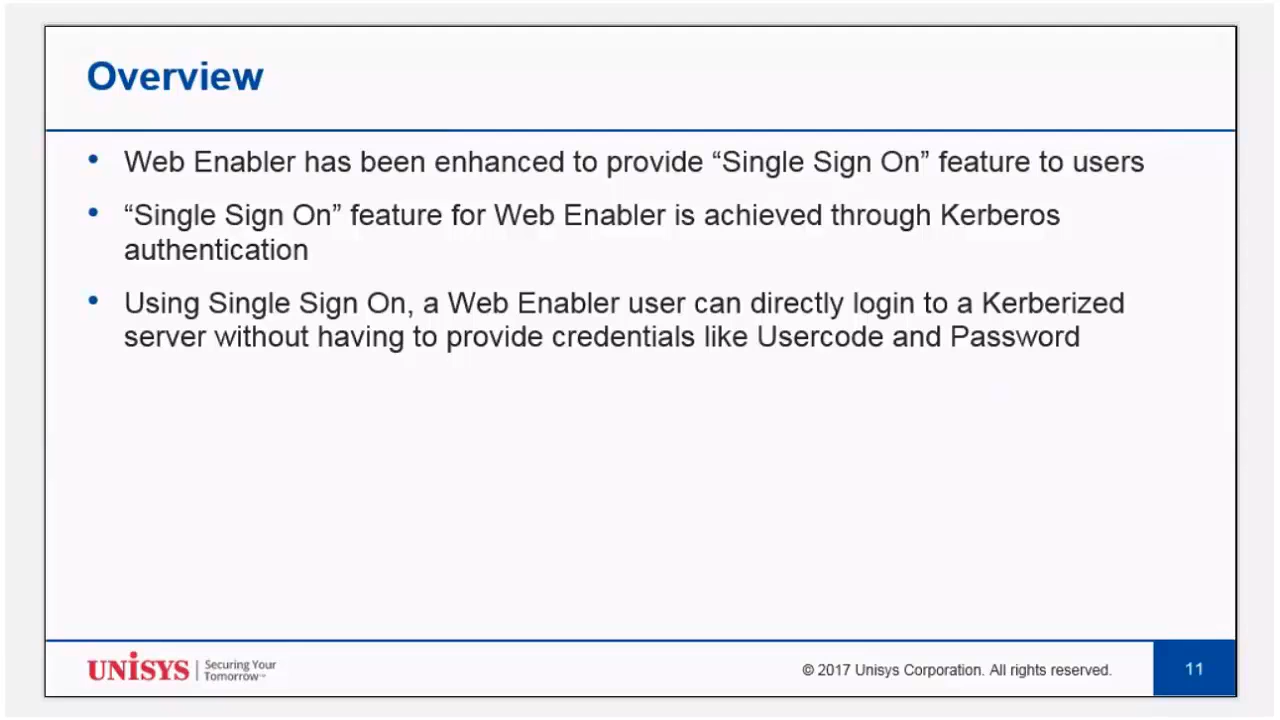 Overview
• Web Enabler has been enhanced to provide “Single Sign On” feature to users
• “Single Sign On” feature for Web Enabler is achieved through Kerberos
authentication
• Using Single Sign On, a Web Enabler user can directly login to a Kerberized
server without having to provide credentials like Usercode and Password
UNiSYS | Securing Your
Tomorrow™
© 2017 Unisys Corporation. All rights reserved.
11